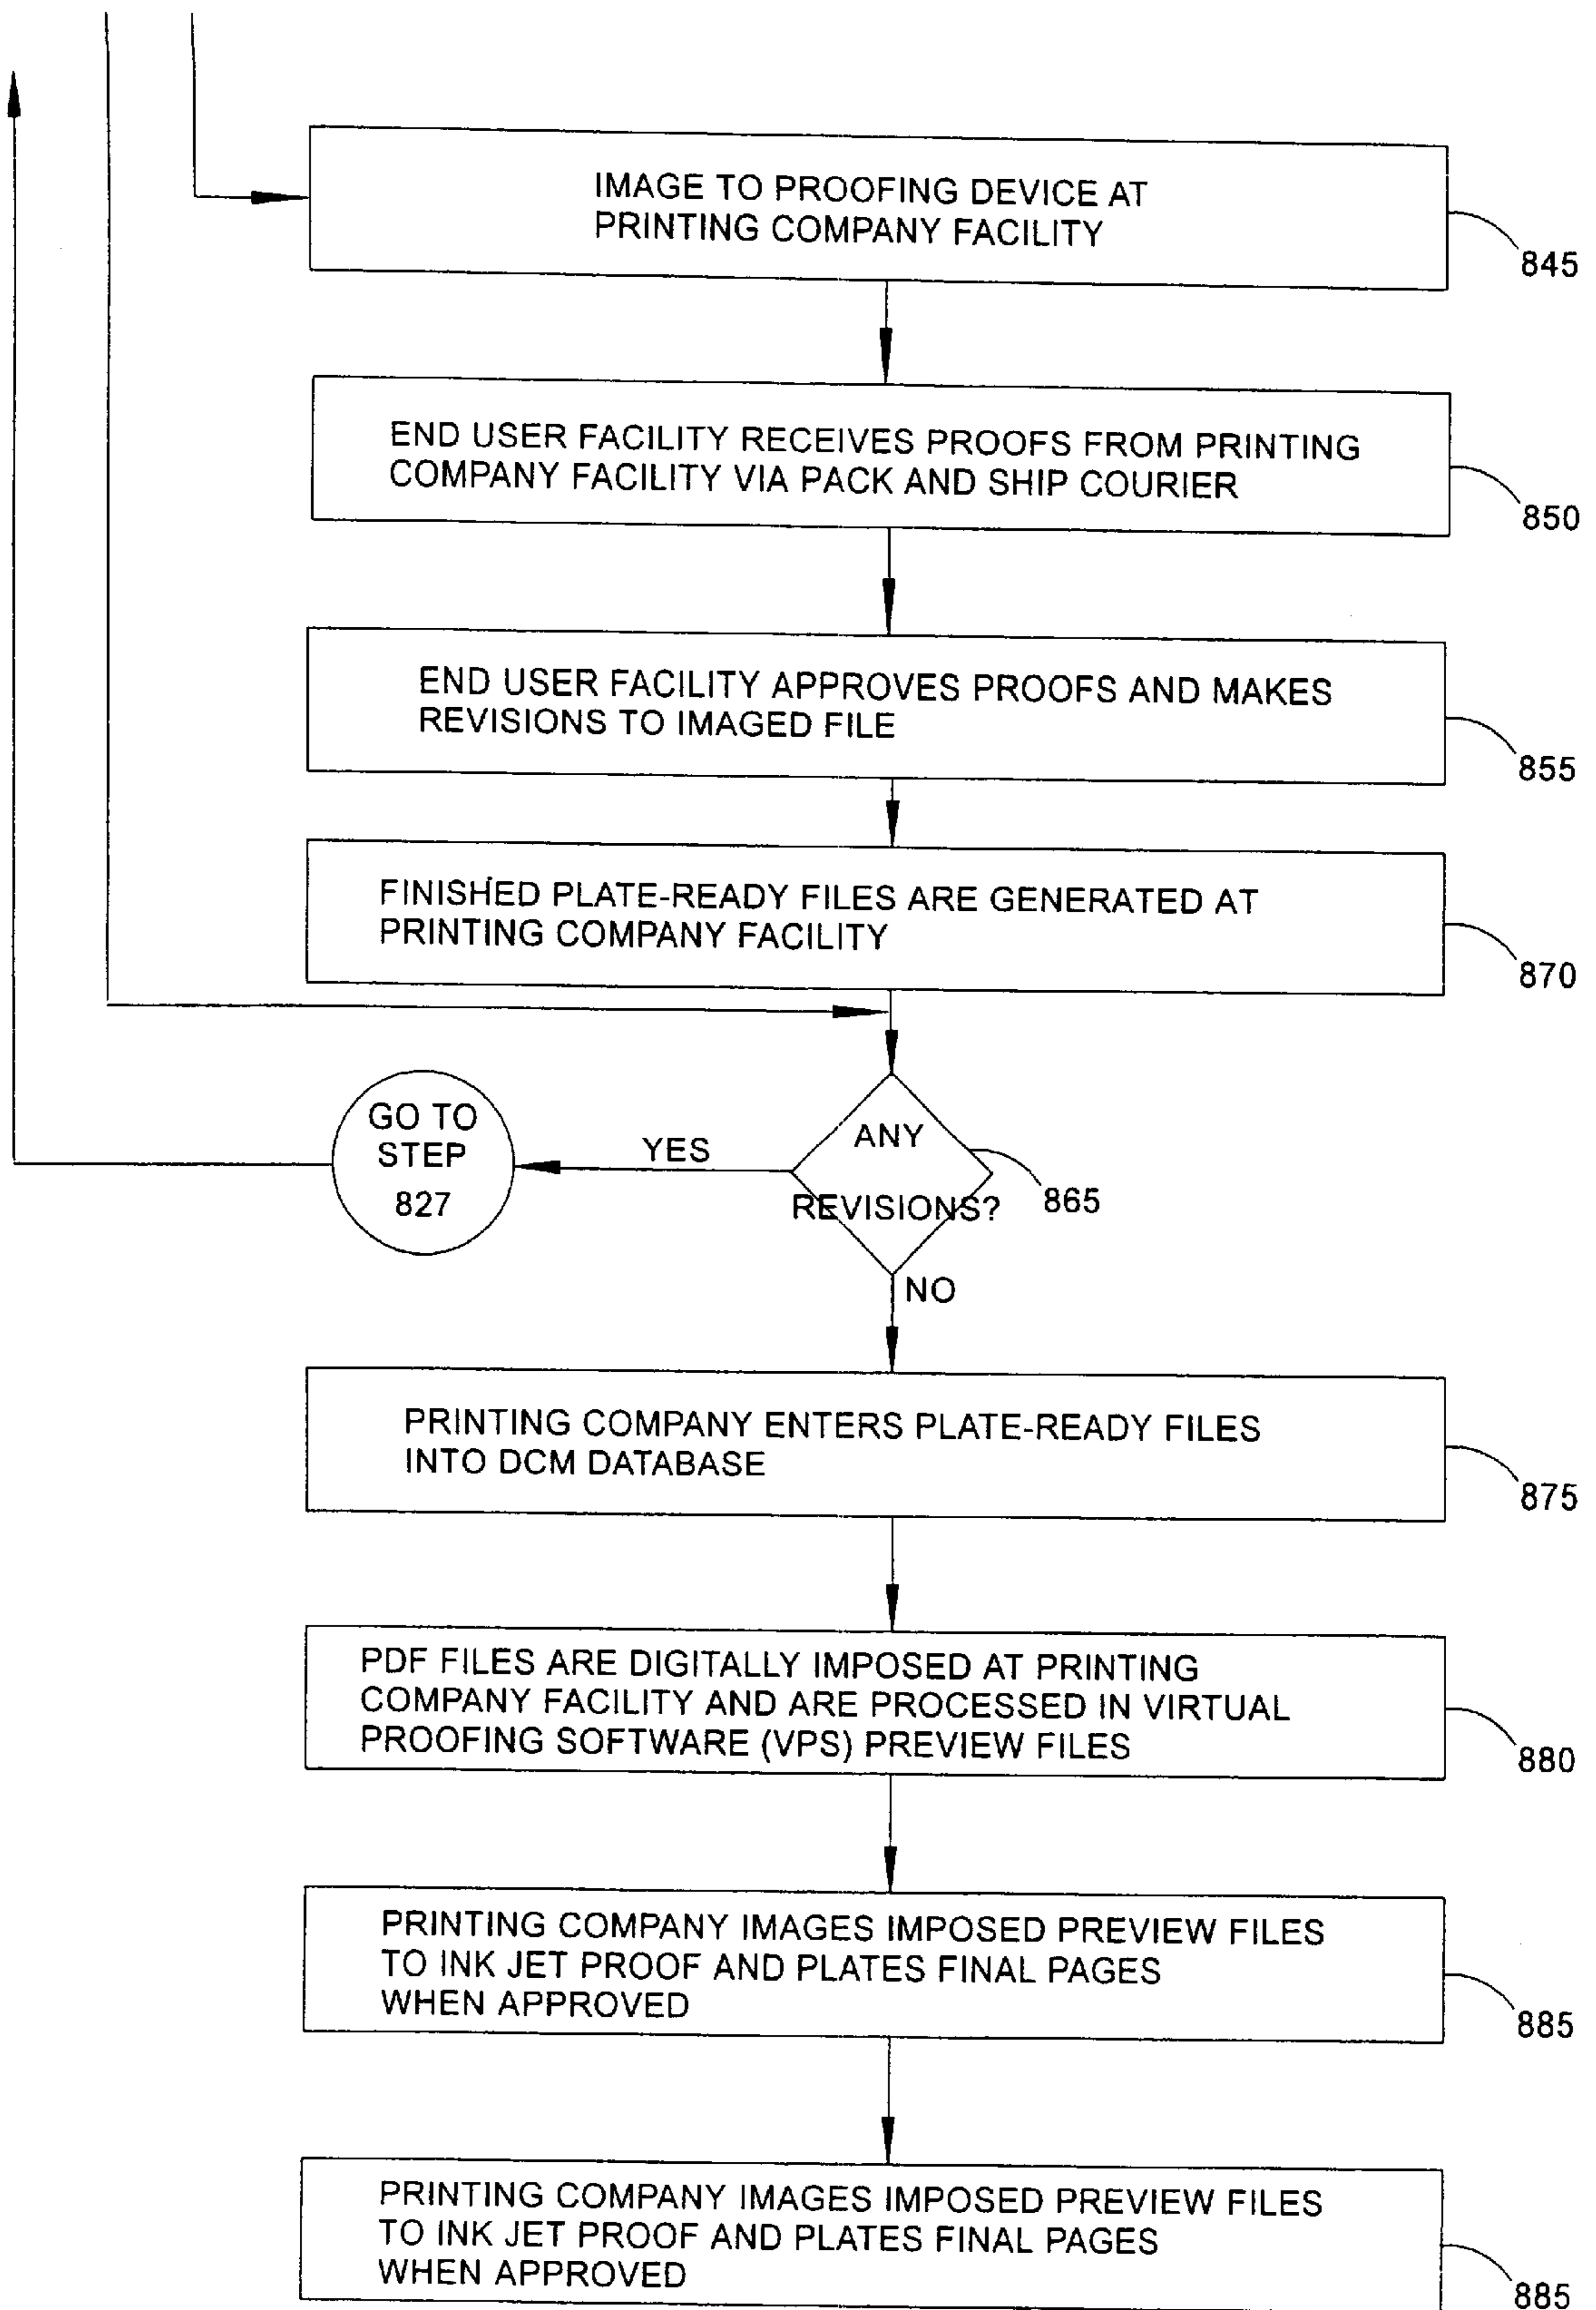 IMAGE TO PROOFING DEVICE AT
PRINTING COMPANY FACILITY
845
END USER FACILITY RECEIVES PROOFS FROM PRINTING
COMPANY FACILITY VIA PACK AND SHIP COURIER
850
END USER FACILITY APPROVES PROOFS AND MAKES
REVISIONS TO IMAGED FILE
855
FINISHED PLATE-READY FILES ARE GENERATED AT
PRINTING COMPANY FACILITY
870
GO TO
STEP
827
YES
ANY
REVISIONS?
865
NO
PRINTING COMPANY ENTERS PLATE-READY FILES
INTO DCM DATABASE
875
PDF FILES ARE DIGITALLY IMPOSED AT PRINTING
COMPANY FACILITY AND ARE PROCESSED IN VIRTUAL
PROOFING SOFTWARE (VPS) PREVIEW FILES
880
PRINTING COMPANY IMAGES IMPOSED PREVIEW FILES
TO INK JET PROOF AND PLATES FINAL PAGES
WHEN APPROVED
885
PRINTING COMPANY IMAGES IMPOSED PREVIEW FILES
TO INK JET PROOF AND PLATES FINAL PAGES
WHEN APPROVED
885